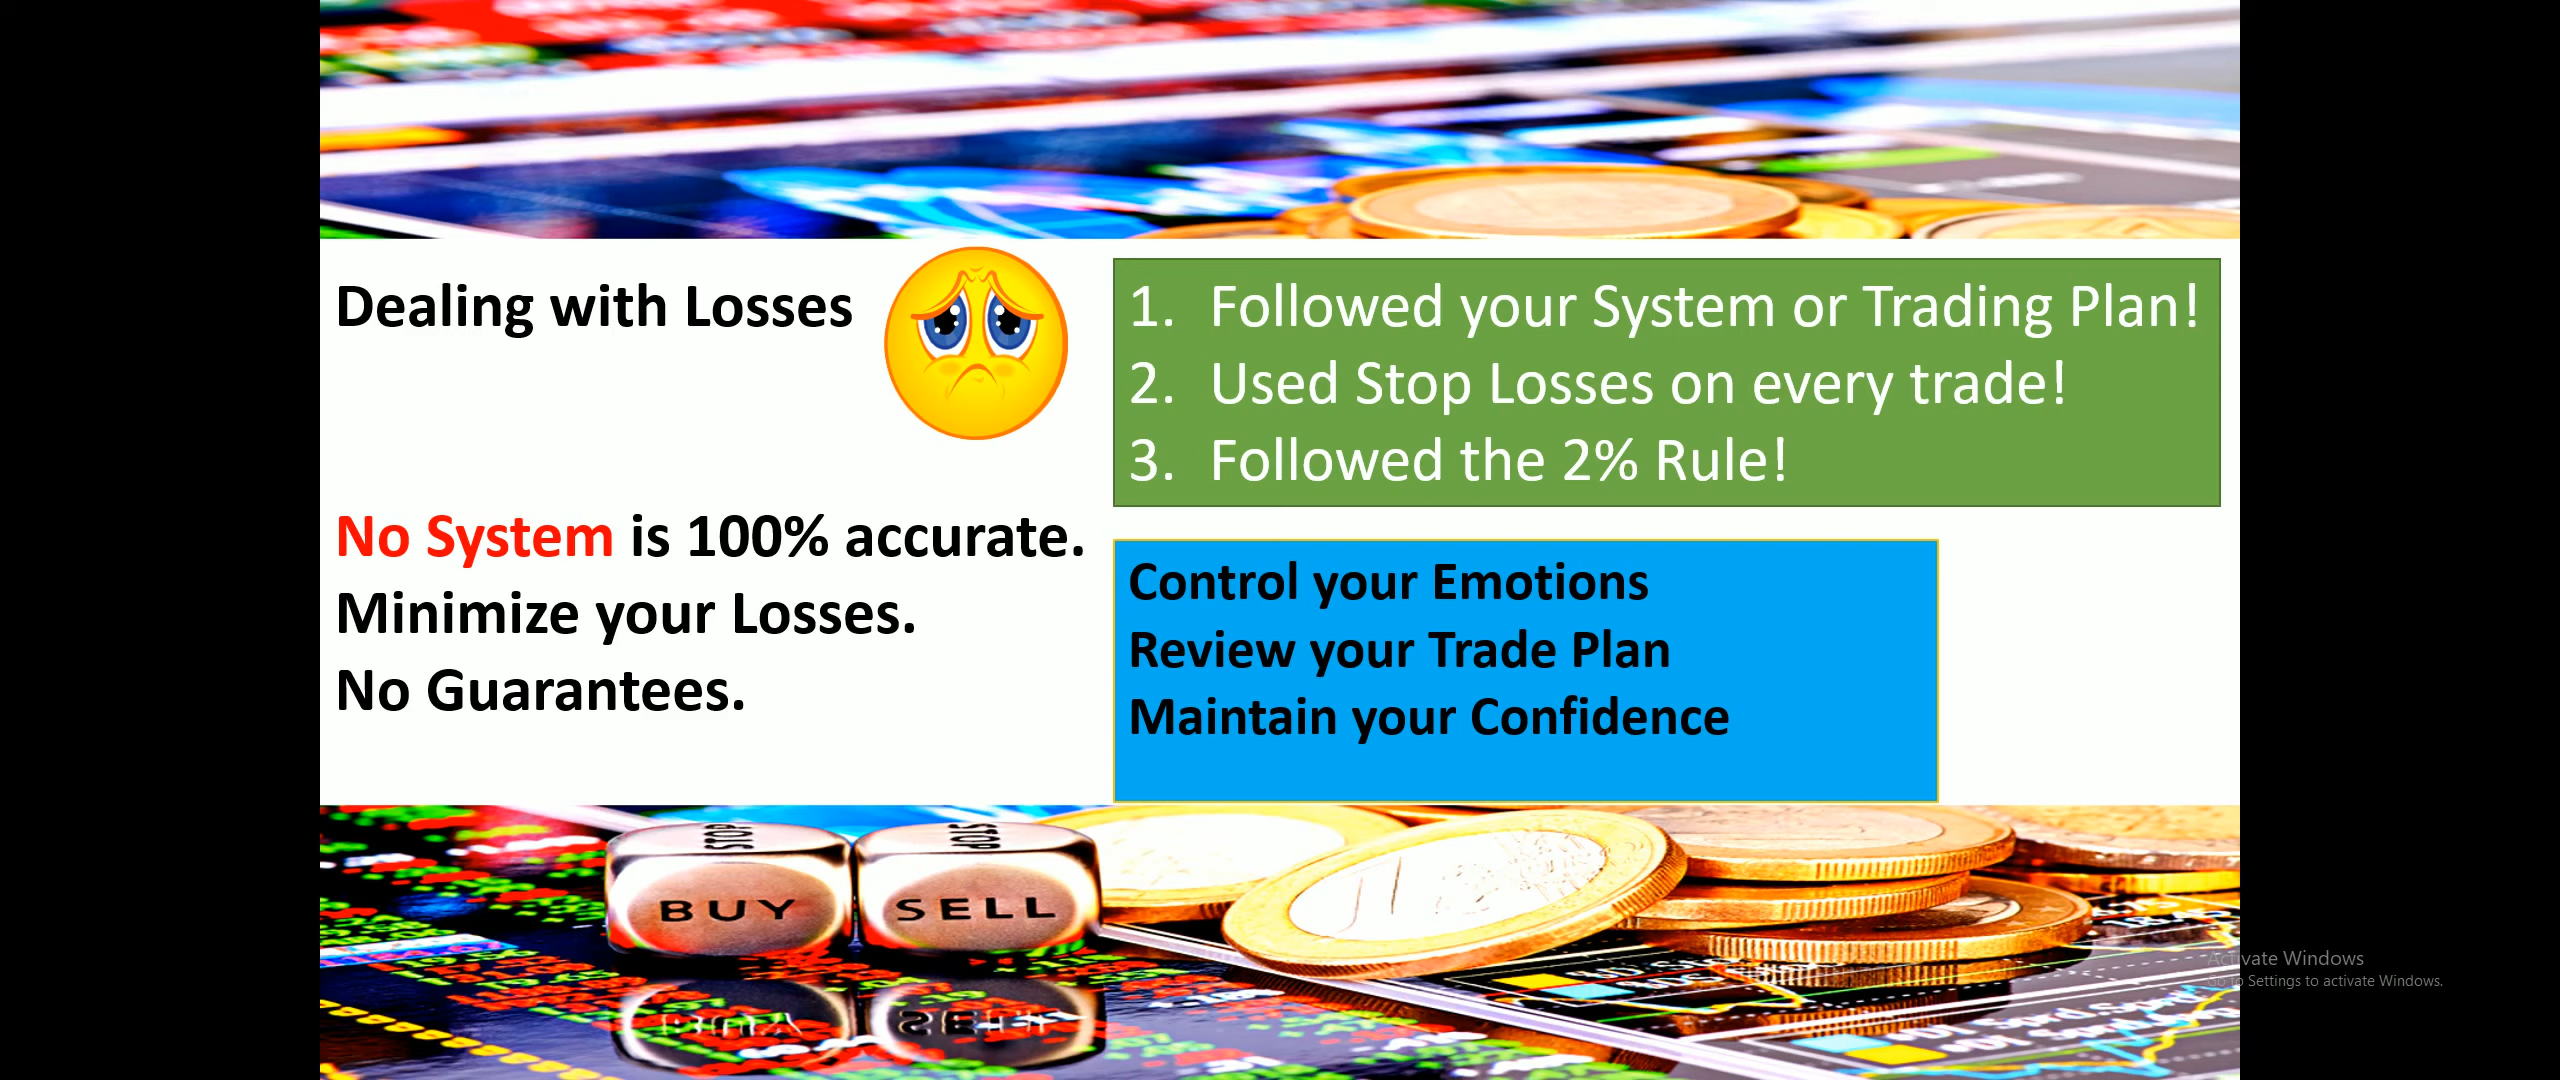 Dealing with Losses
No System is 100% accurate.
Minimize your Losses.
No Guarantees.
1. Followed your System or Trading Plan!
2. Used Stop Losses on every trade!
3. Followed the 2% Rule!
Control your Emotions
Review your Trade Plan
Maintain your Confidence
STOP
BUY
SELL
Activate Windows
Go to Settings to activate Windows.